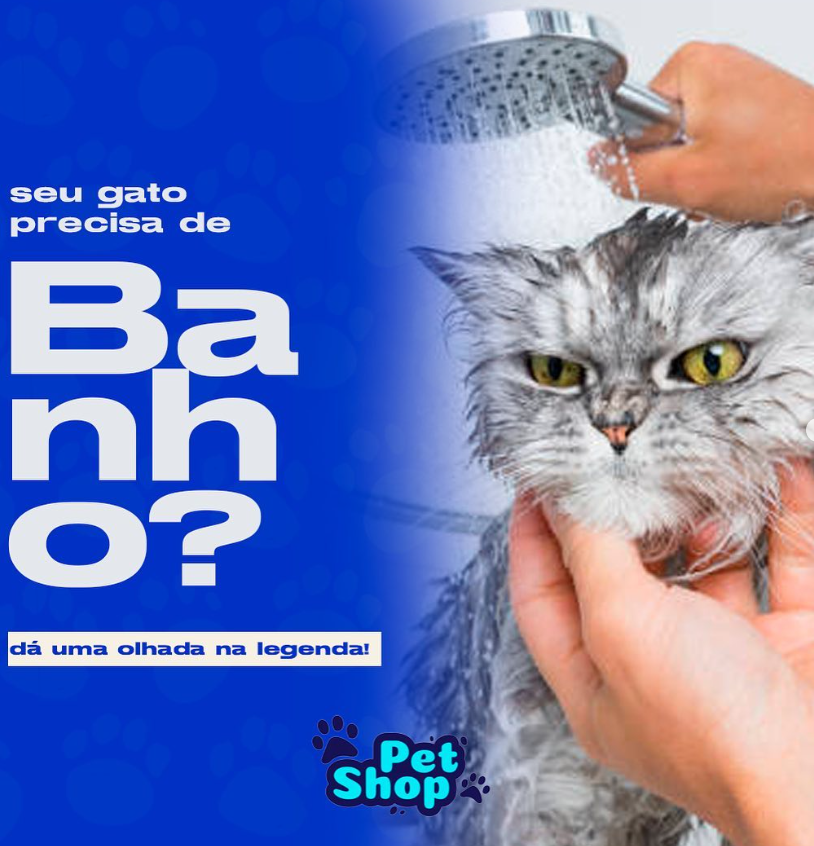 seu gato
precisa de
Ba
nh
o?
dá uma olhada na legenda!
Pet
Shop